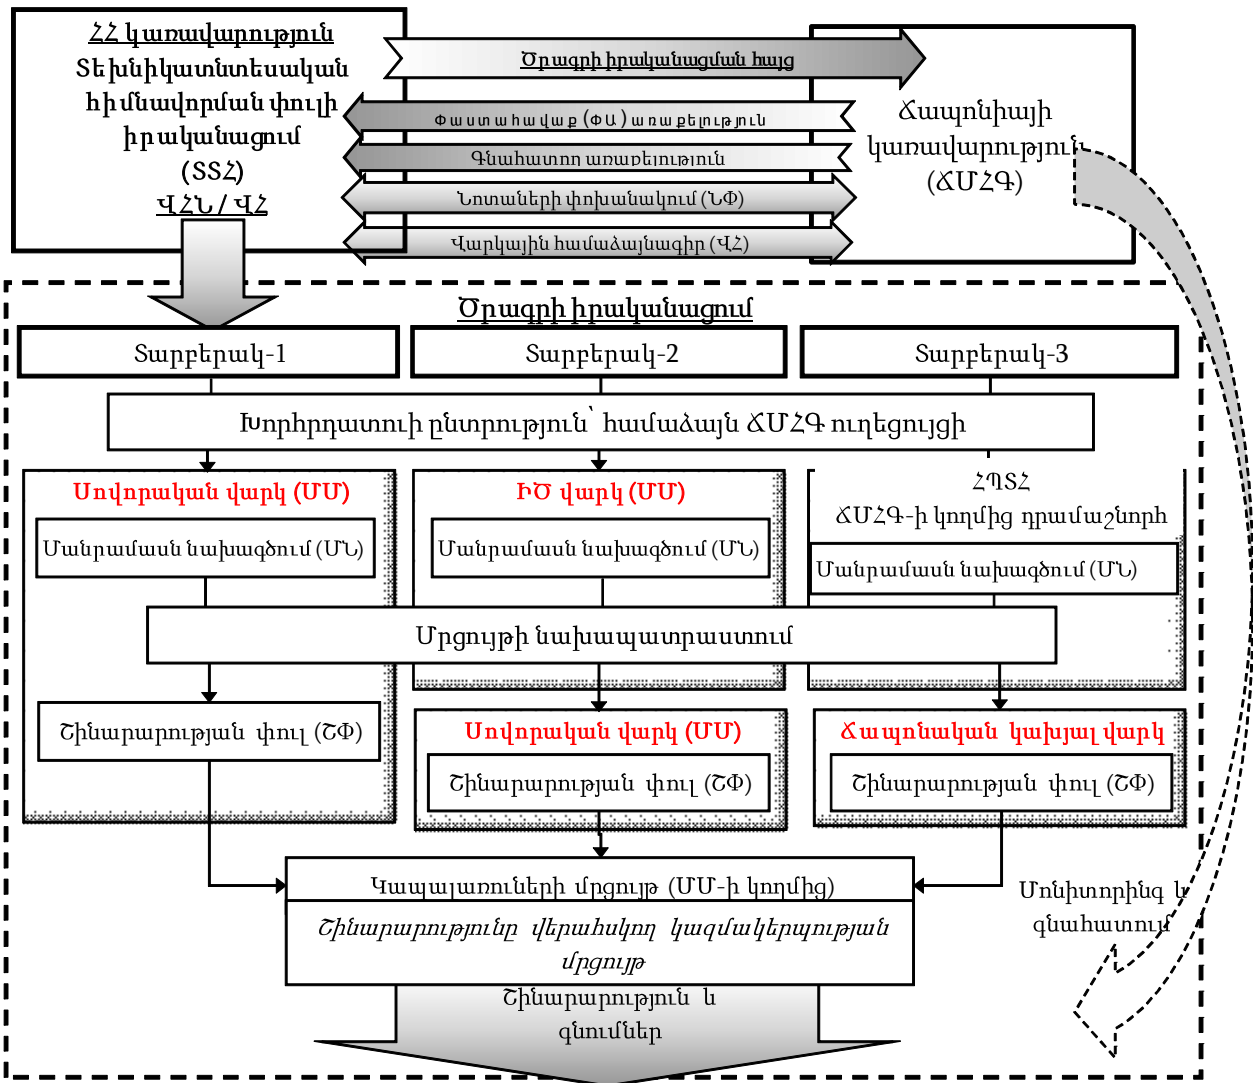 ՀՀ կառավարություն
Տեխնիկատնտեսական
հիմնավորման փուլի
իրականացում
(ՏՏՀ)
ՎՀՆ / ՎՀ
Ծրագրի իրականացման հայց
Փաստահավաք (ՓԱ) առաքելություն
Գնահատող առաքելություն
Նոտաների փոխանակում (ՆՓ)
Վարկային համաձայնագիր (ՎՀ)
Ճապոնիայի
կառավարություն
(ՃՄՀԳ)
Ծրագրի իրականացում
Տարբերակ-1
Տարբերակ-2
Տարբերակ-3
Խորհրդատուի ընտրություն՝ համաձայն ՃՄՀԳ ուղեցույցի
Սովորական վարկ (ՄՄ)
ԻԾ վարկ (ՄՄ)
ՀՊՏՀ
ՃՄՀԳ-ի կողմից դրամաշնորհ
Մանրամասն նախագծում (ՄՆ)
Մանրամասն նախագծում (ՄՆ)
Մանրամասն նախագծում (ՄՆ)
Մրցույթի նախապատրաստում
Շինարարության փուլ (ՇՓ)
Սովորական վարկ (ՄՄ)
Շինարարության փուլ (ՇՓ)
Ճապոնական կախյալ վարկ
Շինարարության փուլ (ՇՓ)
Կապալառուների մրցույթ (ՄՄ-ի կողմից)
Շինարարությունը վերահսկող կազմակերպության
մրցույթ
Շինարարություն և
գնումներ
Մոնիտորինգ և
գնահատում